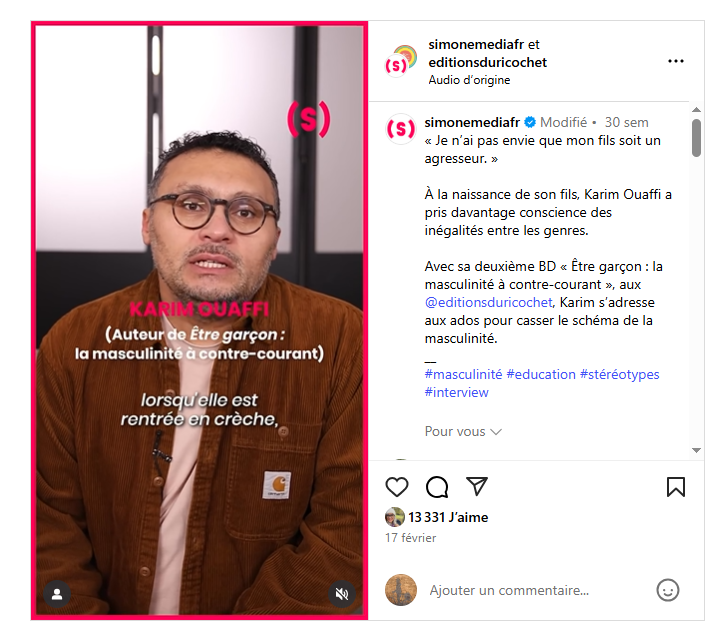 simonemediafr et
editionsduricochet
Audio d'origine
(S)
(S)
KARIM OUAFFI
(Auteur de Être garçon :
la masculinité à contre-courant)
lorsqu'elle est
rentrée en crèche,
carhartt
(S)
simonemediafr Modifié • 30 sem
« Je n'ai pas envie que mon fils soit un
agresseur. »
À la naissance de son fils, Karim Ouaffi a
pris davantage conscience des
inégalités entre les genres.
Avec sa deuxième BD « Être garçon : la
masculinité à contre-courant », aux
@editionsduricochet, Karim s'adresse
aux ados pour casser le schéma de la
masculinité.
__
#masculinité #education #stéréotypes
#interview
Pour vous
13 331 J'aime
17 février
Ajouter un commentaire...